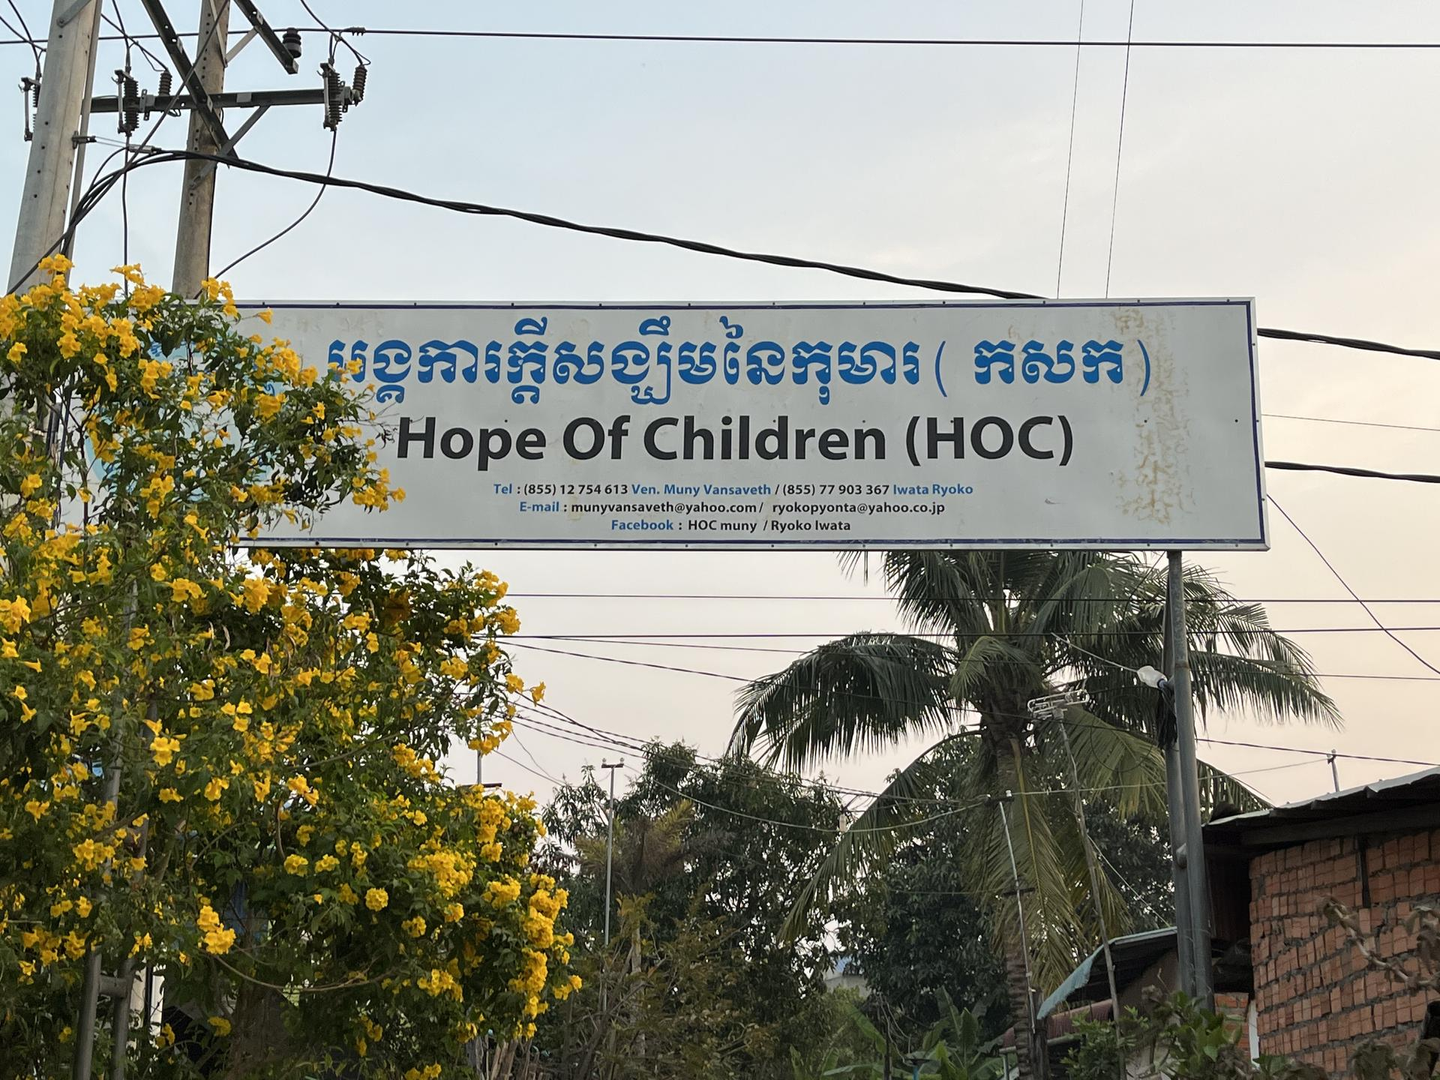 អង្គការក្តីសង្ឃឹមនៃកុមារ ( កសក )
Hope Of Children (HOC)
Tel : (855) 12 754 613 Ven. Muny Vansaveth / (855) 77 903 367 Iwata Ryoko
E-mail : munyvansaveth@yahoo.com / ryokopyonta@yahoo.co.jp
Facebook : HOC muny / Ryoko Iwata